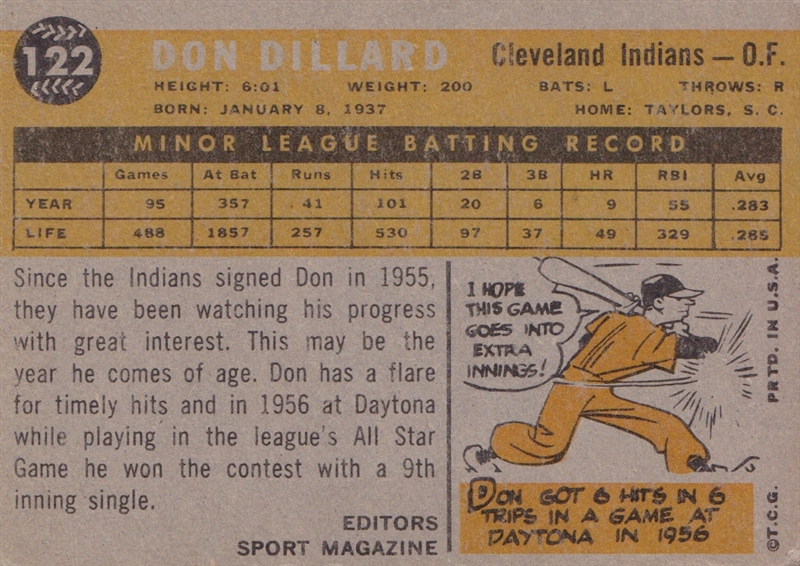 122
DON DILLARD Cleveland Indians — O.F.
HEIGHT: 6:01 WEIGHT: 200 BATS: L THROWS: R
BORN: JANUARY 8, 1937 HOME: TAYLORS, S. C.
MINOR LEAGUE BATTING RECORD
Games At Bat Runs Hits 2B 3B HR RBI Avg
YEAR 95 357 41 101 20 6 9 55 .283
LIFE 488 1857 257 530 97 37 49 329 .285
Since the Indians signed Don in 1955,
they have been watching his progress
with great interest. This may be the
year he comes of age. Don has a flare
for timely hits and in 1956 at Daytona
while playing in the league's All Star
Game he won the contest with a 9th
inning single.
EDITORS
SPORT MAGAZINE
I HOPE
THIS GAME
GOES INTO
EXTRA
INNINGS!
DON GOT 6 HITS IN 6
TRIPS IN A GAME AT
DAYTONA IN 1956
©T.C.G. PRTD. IN U.S.A.